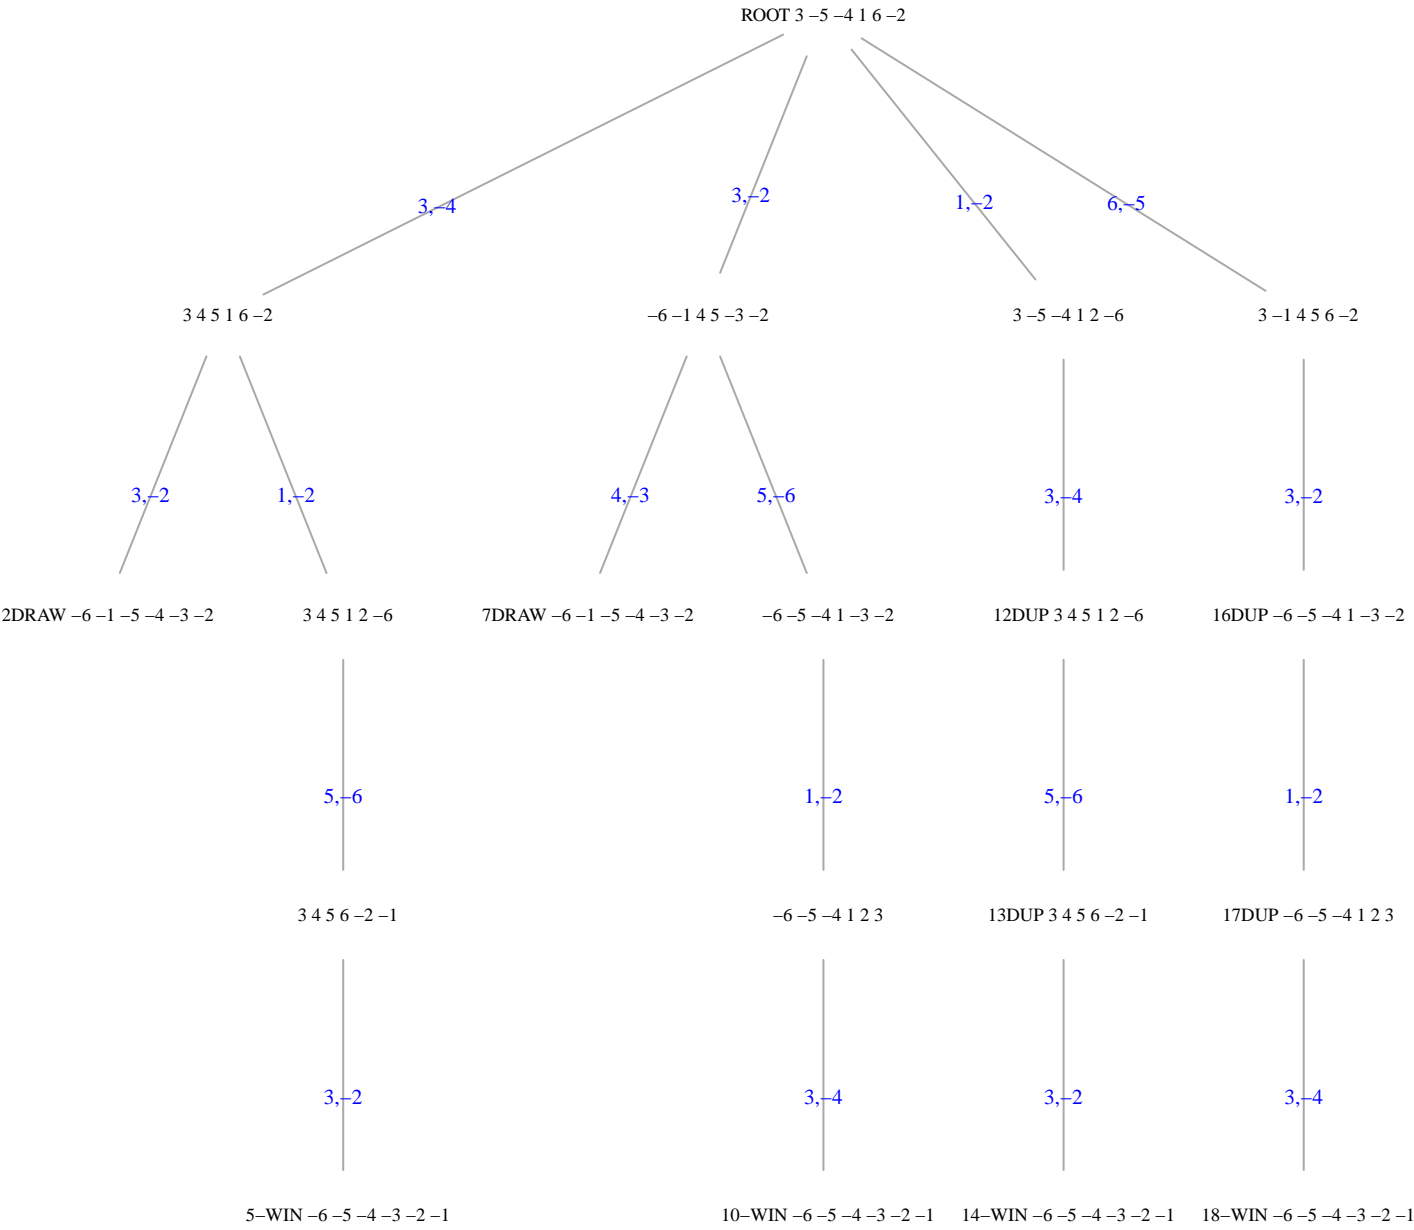 ROOT 3 –5 –4 1 6 –2
3,–4
3,–2
1,–2
6,–5
3 4 5 1 6 –2
–6 –1 4 5 –3 –2
3 –5 –4 1 2 –6
3 –1 4 5 6 –2
3,–2
1,–2
4,–3
5,–6
3,–4
3,–2
2DRAW –6 –1 –5 –4 –3 –2
3 4 5 1 2 –6
7DRAW –6 –1 –5 –4 –3 –2
–6 –5 –4 1 –3 –2
12DUP 3 4 5 1 2 –6
16DUP –6 –5 –4 1 –3 –2
5,–6
1,–2
5,–6
1,–2
3 4 5 6 –2 –1
–6 –5 –4 1 2 3
13DUP 3 4 5 6 –2 –1
17DUP –6 –5 –4 1 2 3
3,–2
3,–4
3,–2
3,–4
5–WIN –6 –5 –4 –3 –2 –1
10–WIN –6 –5 –4 –3 –2 –1
14–WIN –6 –5 –4 –3 –2 –1
18–WIN –6 –5 –4 –3 –2 –1